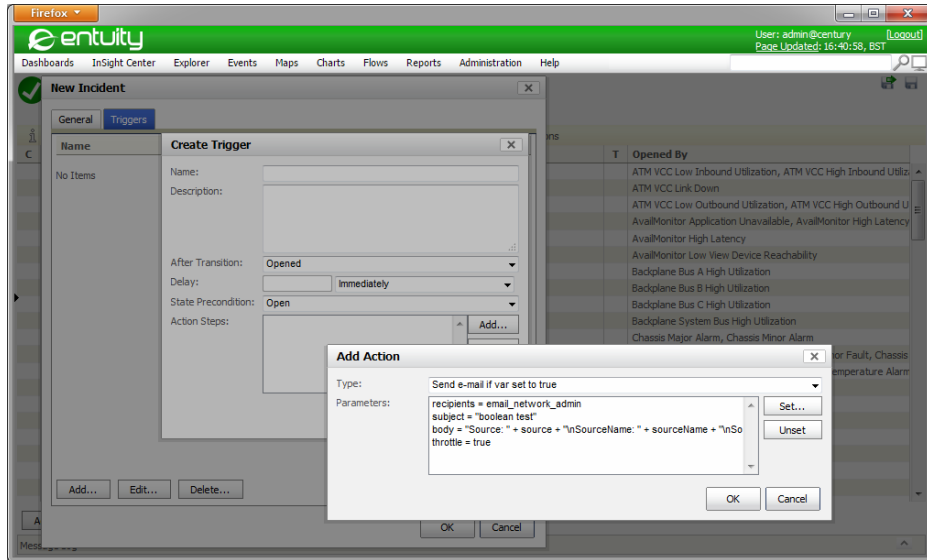 Firefox
entuity
User: admin@century [Logout]
Page Updated: 16:40:58, BST
Dashboards InSight Center Explorer Events Maps Charts Flows Reports Administration Help
New Incident
General Triggers
Name
No Items
C
T Opened By
ATM VCC Low Inbound Utilization, ATM VCC High Inbound Utiliz
ATM VCC Link Down
ATM VCC Low Outbound Utilization, ATM VCC High Outbound U
AvailMonitor Application Unavailable, AvailMonitor High Latency
AvailMonitor High Latency
AvailMonitor Low View Device Reachability
Backplane Bus A High Utilization
Backplane Bus B High Utilization
Backplane Bus C High Utilization
Backplane System Bus High Utilization
Chassis Major Alarm, Chassis Minor Alarm
or Fault, Chassis
emperature Alarm
Create Trigger
Name:
Description:
After Transition: Opened
Delay: Immediately
State Precondition: Open
Action Steps: Add...
Add Action
Type: Send e-mail if var set to true
Parameters:
recipients = email_network_admin
subject = "boolean test"
body = "Source: " + source + "\nSourceName: " + sourceName + "\nSo
throttle = true
Set...
Unset
OK Cancel
Add... Edit... Delete...
OK Cancel